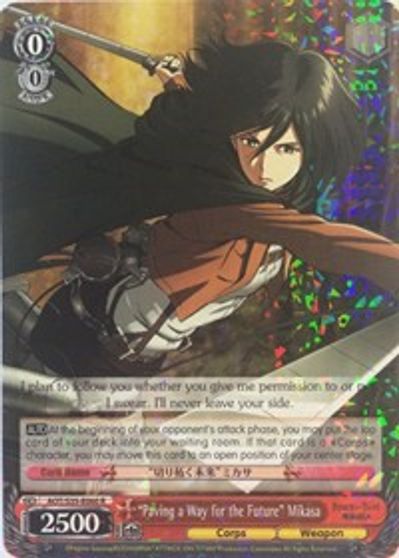 0
0
I plan to follow you whether you give me permission to or n
I swear. I'll never leave your side.
At the beginning of your opponent's attack phase, you may put the top
card of your deck into your waiting room. If that card is a «Corps»
character, you may move this card to an open position of your center stage.
Card Name
"切り拓く未来" ミカサ
2500
"Paving a Way for the Future" Mikasa
Corps
Weapon